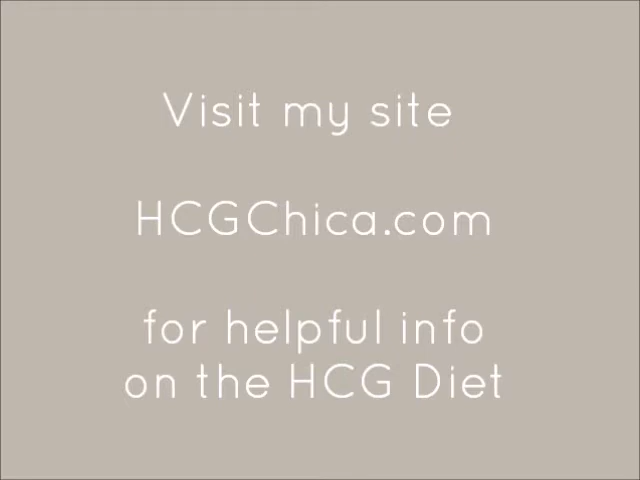 Visit my site
HCGChica.com
for helpful info
on the HCG Diet